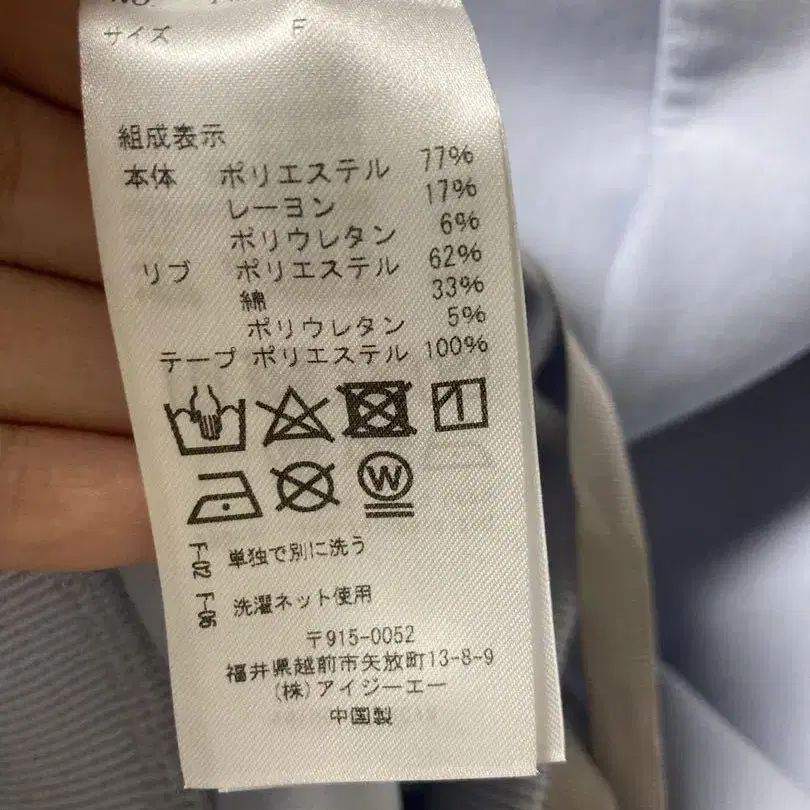 サイズ F
組成表示
本体 ポリエステル 77%
レーヨン 17%
ポリウレタン 6%
リブ ポリエステル 62%
綿 33%
ポリウレタン 5%
テープ ポリエステル 100%
W
F-02 単独で別に洗う
F-06 洗濯ネット使用
〒915-0052
福井県越前市矢放町13-8-9
(株)アイジーエー
中国製